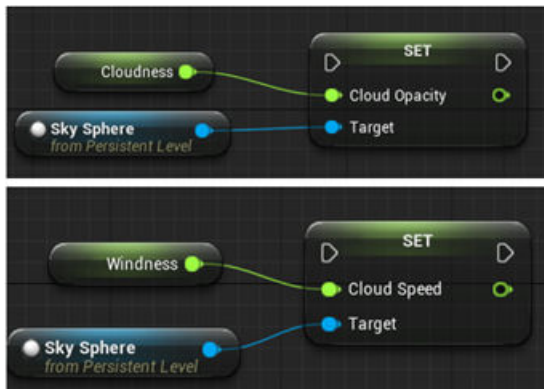 SET
Cloudness
Cloud Opacity
Sky Sphere
from Persistent Level
Target
SET
Windness
Cloud Speed
Sky Sphere
from Persistent Level
Target